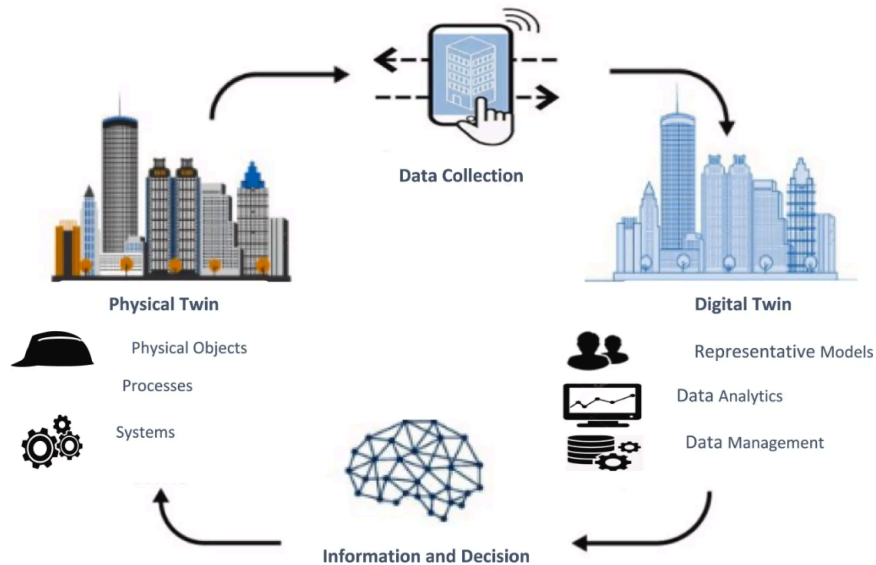 Data Collection
Physical Twin
Digital Twin
Physical Objects
Representative Models
Processes
Data Analytics
Systems
Data Management
Information and Decision